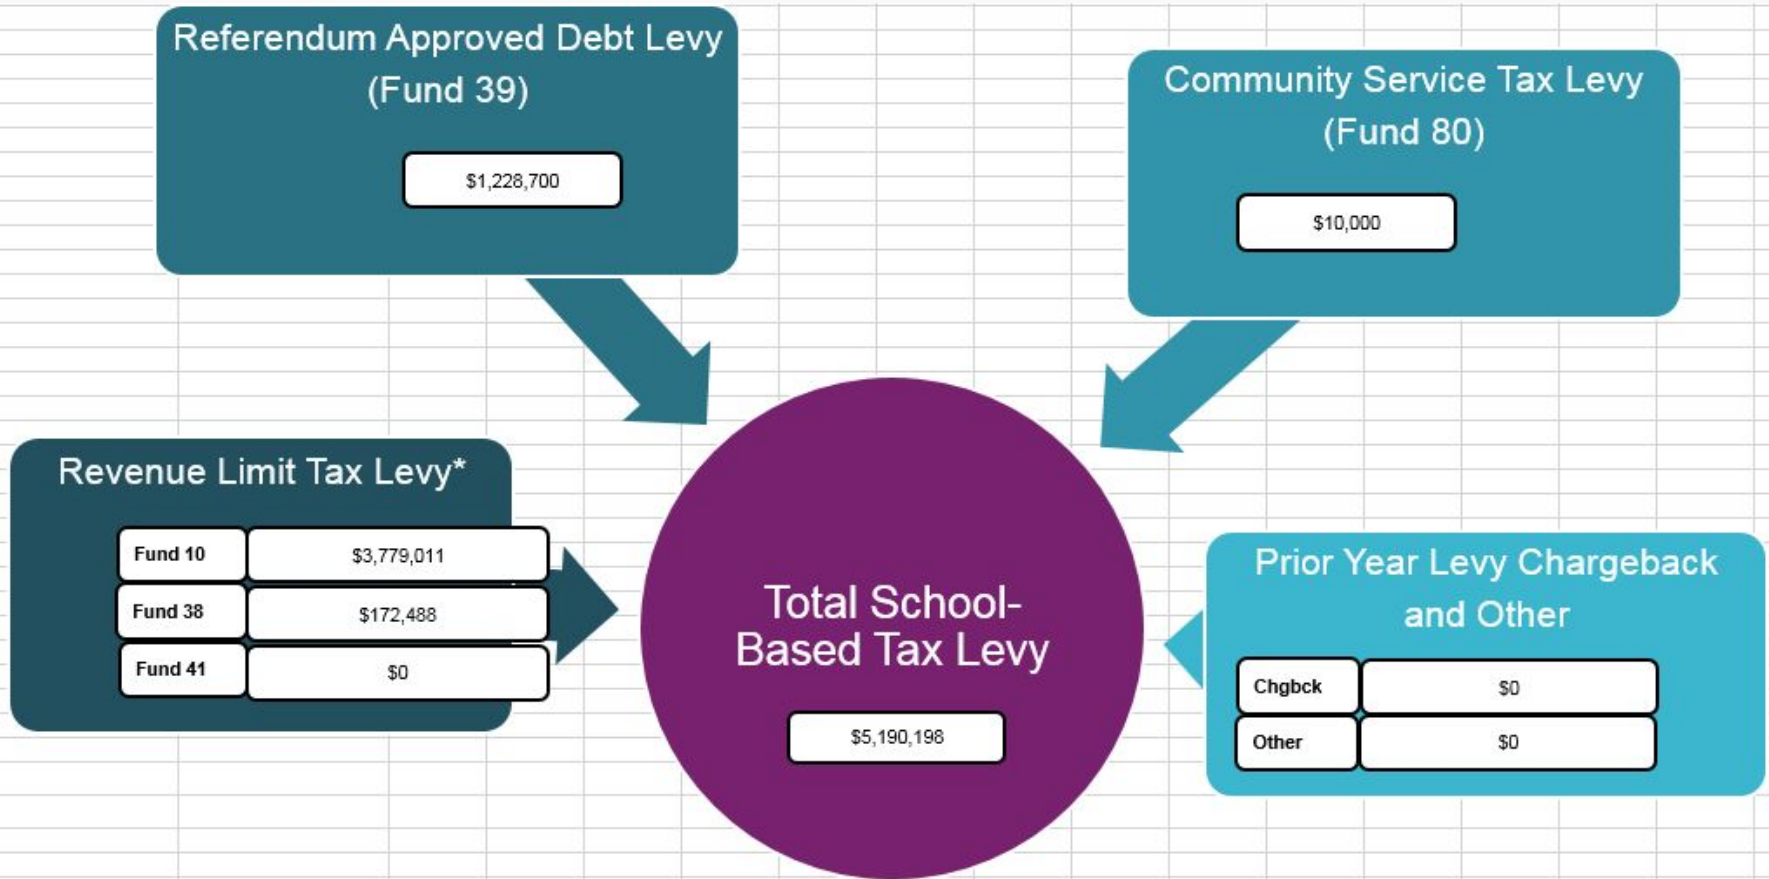 Referendum Approved Debt Levy
(Fund 39)
$1,228,700
Community Service Tax Levy
(Fund 80)
$10,000
Revenue Limit Tax Levy*
Fund 10 $3,779,011
Fund 38 $172,488
Fund 41 $0
Total School-
Based Tax Levy
$5,190,198
Prior Year Levy Chargeback
and Other
Chgbck $0
Other $0